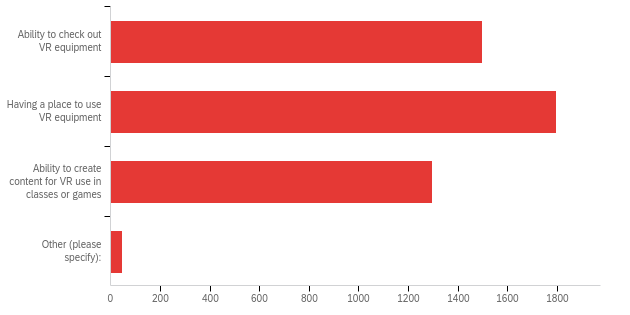 Ability to check out
VR equipment
Having a place to use
VR equipment
Ability to create
content for VR use in
classes or games
Other (please
specify):
0 200 400 600 800 1000 1200 1400 1600 1800